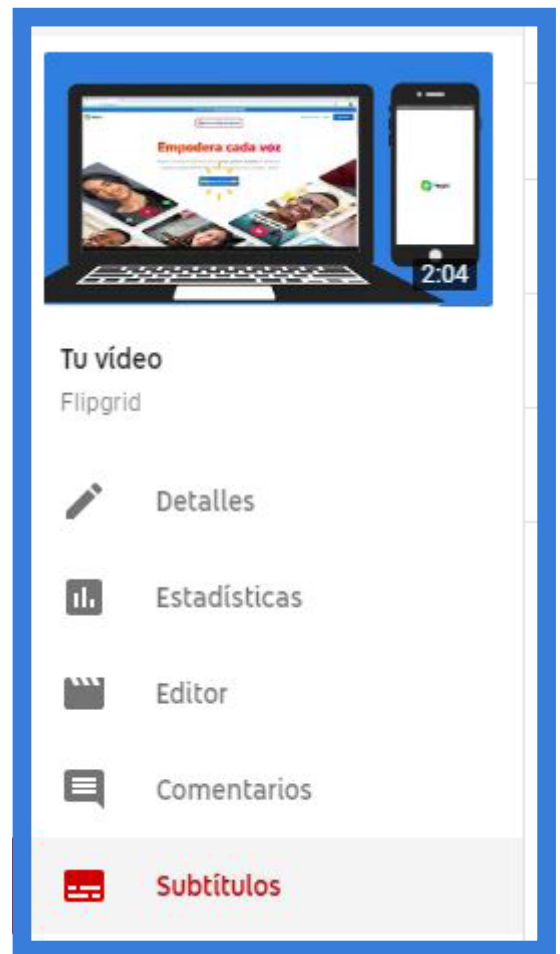 Empodera cada voz
2:04
Tu vídeo
Flipgrid
Detalles
Estadísticas
Editor
Comentarios
Subtítulos